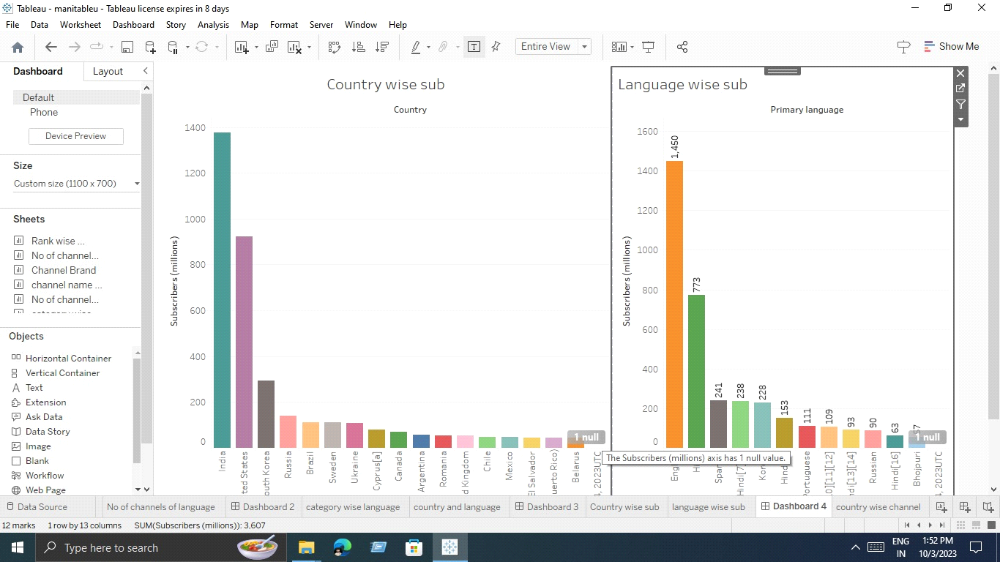 Tableau - manitableu - Tableau license expires in 8 days
File Data Worksheet Dashboard Story Analysis Map Format Server Window Help
Entire View
Show Me
Dashboard Layout
Default
Phone
Device Preview
Size
Custom size (1100 x 700)
Sheets
Rank wise ...
No of channel...
Channel Brand
channel name ...
No of channel...
Objects
Horizontal Container
Vertical Container
Text
Extension
Ask Data
Data Story
Image
Blank
Workflow
Web Page
Country wise sub
Country
Subscribers (millions)
1400
1200
1000
800
600
400
200
0
1 null
India
ted States
outh Korea
Russia
Brazil
Sweden
Ukraine
Cyprus[a]
Canada
Argentina
Romania
d Kingdom
Chile
Mexico
El Salvador
uerto Rico)
Belarus
4, 2023UTC
Language wise sub
Primary language
Subscribers (millions)
1600
1400
1200
1000
800
600
400
200
0
1,450
773
241
238
228
153
111
109
93
90
63
57
1 null
Eng
Hi
Span
Hindi[7]
Kore
Hind
Portuguese
0][11][12]
ndi[13][14]
Russian
Hindi[16]
Bhojpuri
4, 2023UTC
The Subscribers (millions) axis has 1 null value.
Data Source No of channels of language Dashboard 2 category wise language country and language Dashboard 3 Country wise sub language wise sub Dashboard 4 country wise channel
12 marks 1 row by 13 columns SUM(Subscribers (millions)): 3,607
Type here to search
ENG
IN
1:52 PM
10/3/2023